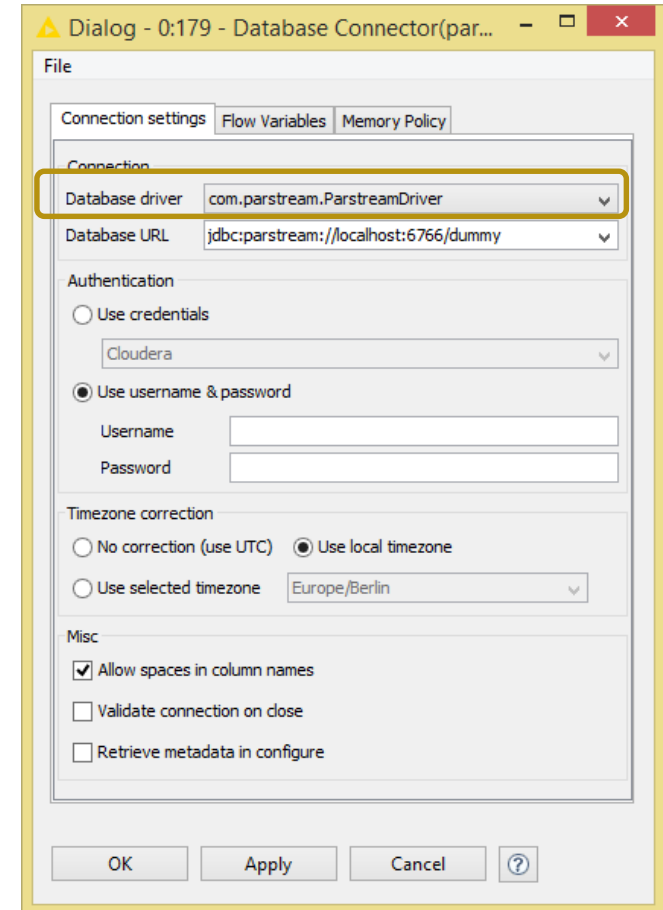 Dialog - 0:179 - Database Connector(par...
File
Connection settings Flow Variables Memory Policy
Connection
Database driver com.parstream.ParstreamDriver
Database URL jdbc:parstream://localhost:6766/dummy
Authentication
Use credentials
Cloudera
Use username & password
Username
Password
Timezone correction
No correction (use UTC) Use local timezone
Use selected timezone Europe/Berlin
Misc
Allow spaces in column names
Validate connection on close
Retrieve metadata in configure
OK Apply Cancel ?